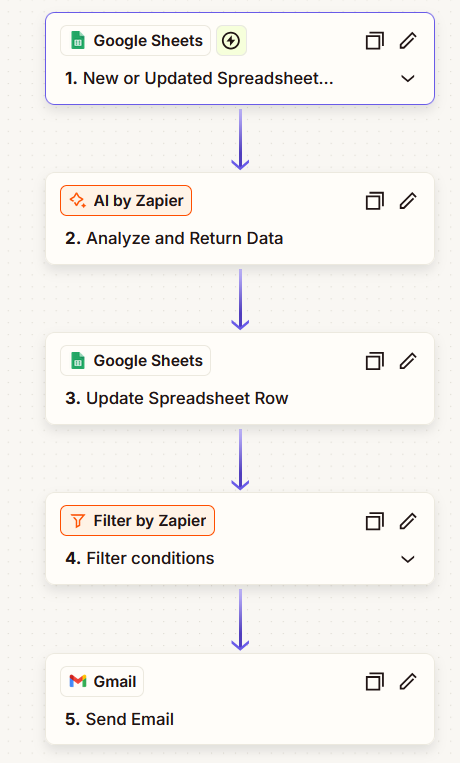 Google Sheets
1. New or Updated Spreadsheet...
AI by Zapier
2. Analyze and Return Data
Google Sheets
3. Update Spreadsheet Row
Filter by Zapier
4. Filter conditions
Gmail
5. Send Email